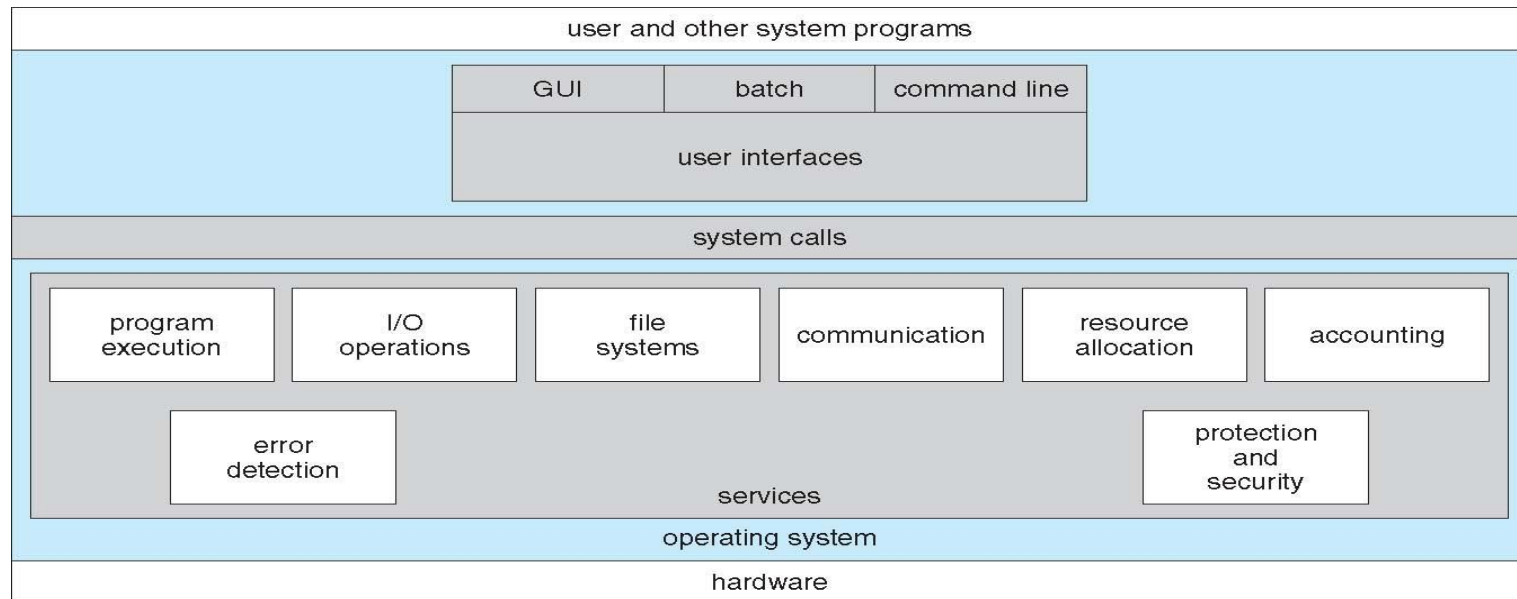 user and other system programs
GUI
batch
command line
user interfaces
system calls
program
execution
I/O
operations
file
systems
communication
resource
allocation
accounting
error
detection
protection
and
security
services
operating system
hardware